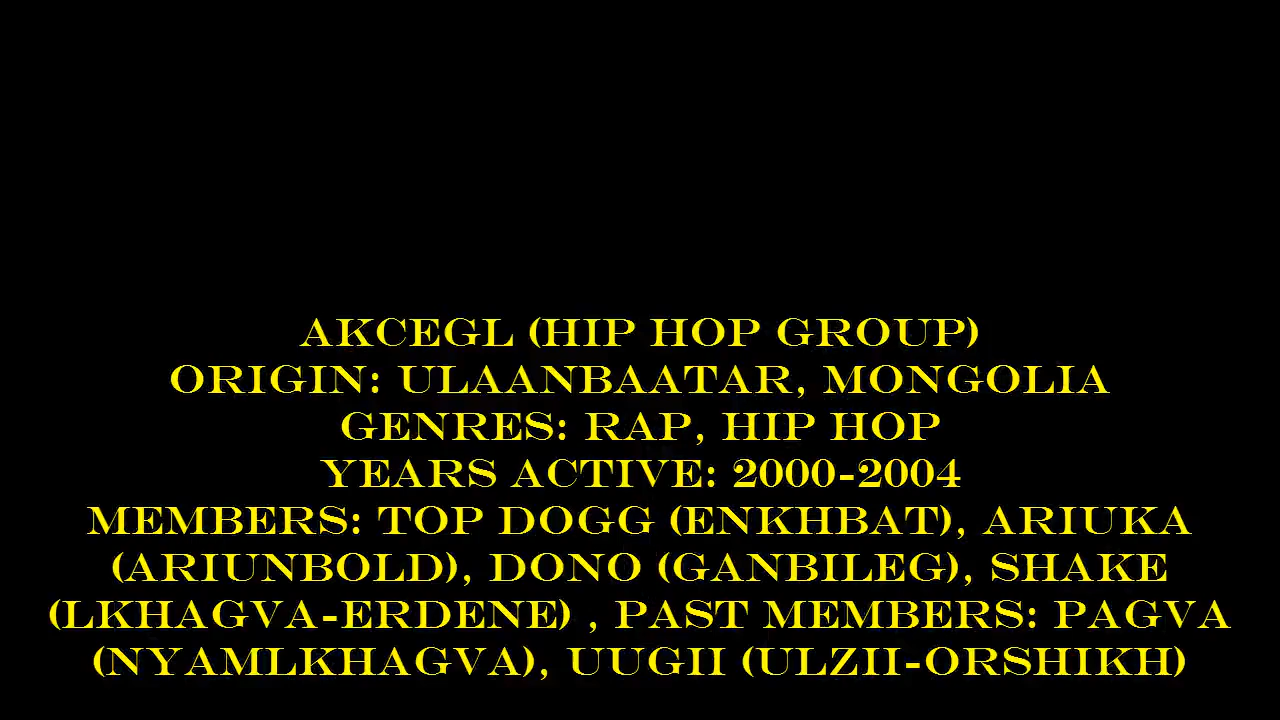 AKCEGL (HIP HOP GROUP)
ORIGIN: ULAANBAATAR, MONGOLIA
GENRES: RAP, HIP HOP
YEARS ACTIVE: 2000-2004
MEMBERS: TOP DOGG (ENKHBAT), ARIUKA
(ARIUNBOLD), DONO (GANBILEG), SHAKE
(LKHAGVA-ERDENE) , PAST MEMBERS: PAGVA
(NYAMLKHAGVA), UUGII (ULZII-ORSHIKH)